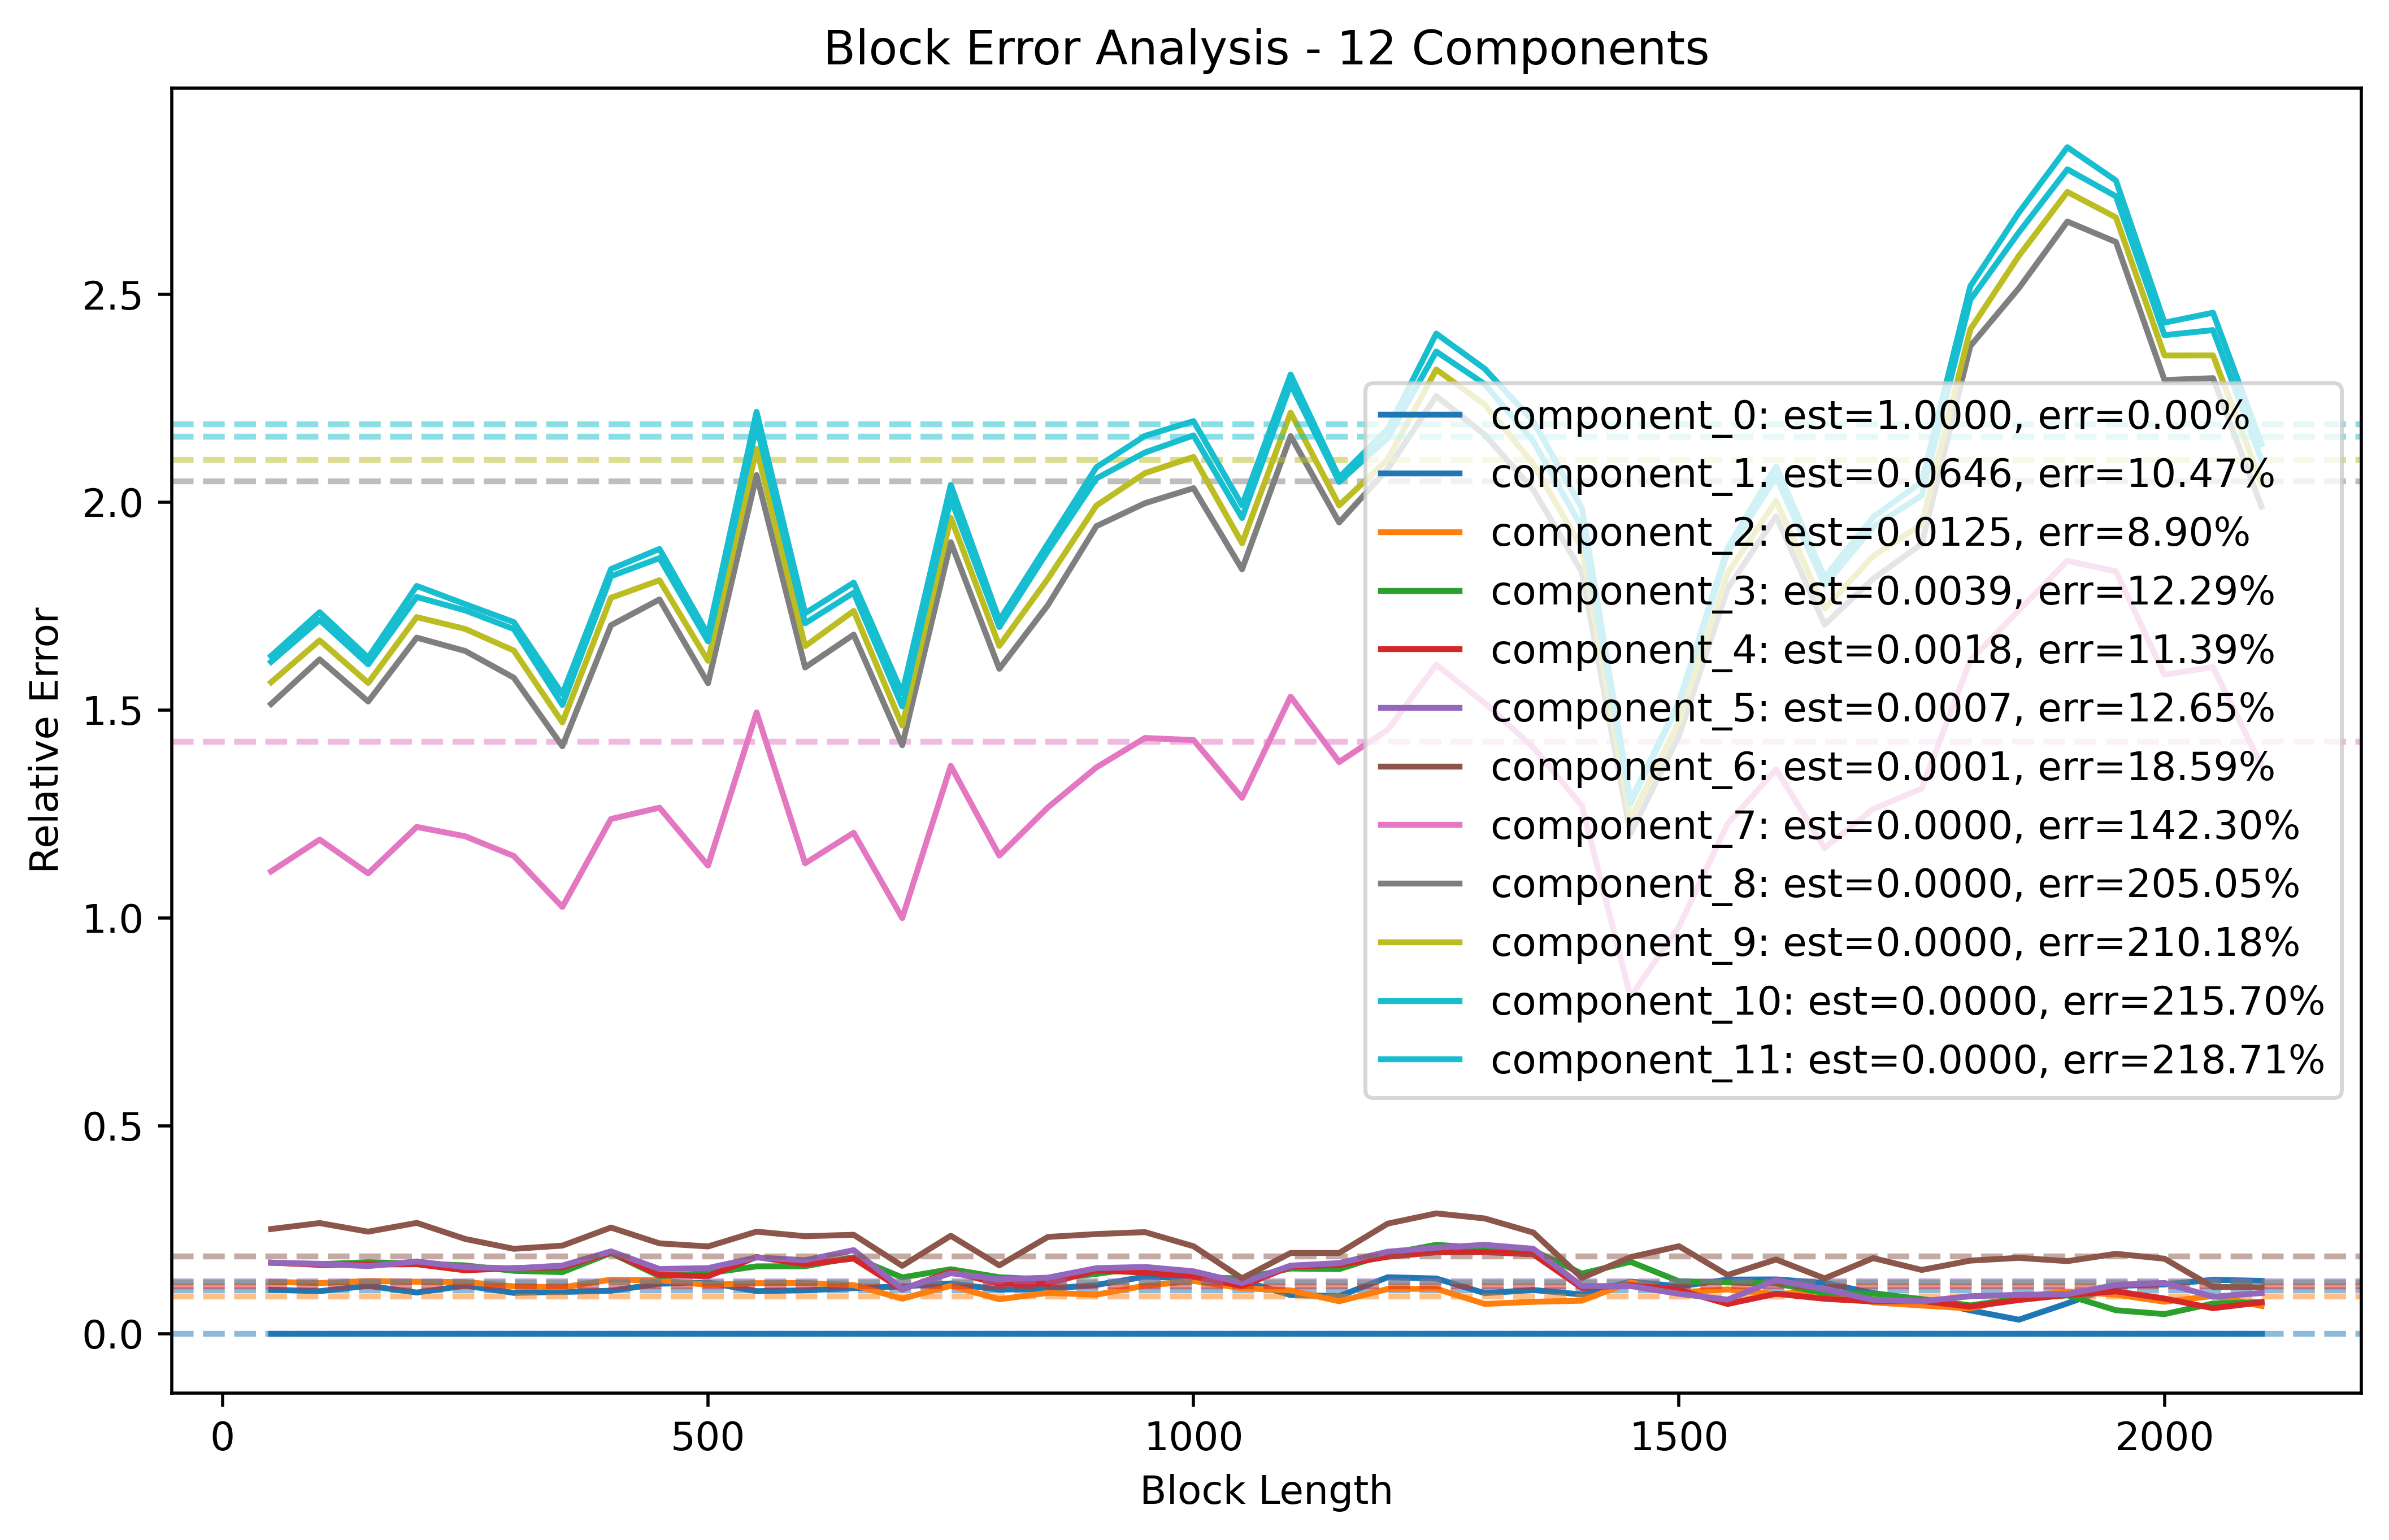 Block Error Analysis - 12 Components
Relative Error
2.5
2.0
1.5
1.0
0.5
0.0
component_0: est=1.0000, err=0.00%
component_1: est=0.0646, err=10.47%
component_2: est=0.0125, err=8.90%
component_3: est=0.0039, err=12.29%
component_4: est=0.0018, err=11.39%
component_5: est=0.0007, err=12.65%
component_6: est=0.0001, err=18.59%
component_7: est=0.0000, err=142.30%
component_8: est=0.0000, err=205.05%
component_9: est=0.0000, err=210.18%
component_10: est=0.0000, err=215.70%
component_11: est=0.0000, err=218.71%
0 500 1000 1500 2000
Block Length